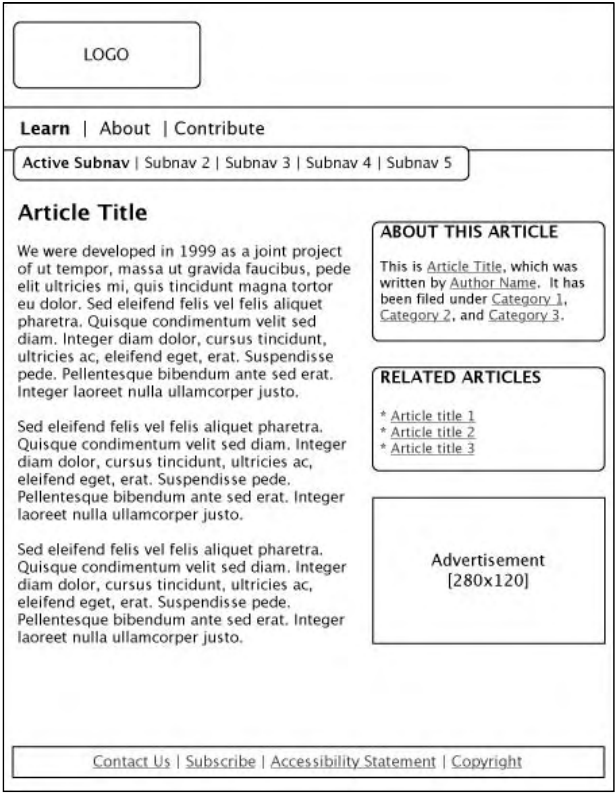 LOGO
Learn | About | Contribute
Active Subnav | Subnav 2 | Subnav 3 | Subnav 4 | Subnav 5
Article Title
We were developed in 1999 as a joint project
of ut tempor, massa ut gravida faucibus, pede
elit ultricies mi, quis tincidunt magna tortor
eu dolor. Sed eleifend felis vel felis aliquet
pharetra. Quisque condimentum velit sed
diam. Integer diam dolor, cursus tincidunt,
ultricies ac, eleifend eget, erat. Suspendisse
pede. Pellentesque bibendum ante sed erat.
Integer laoreet nulla ullamcorper justo.
Sed eleifend felis vel felis aliquet pharetra.
Quisque condimentum velit sed diam. Integer
diam dolor, cursus tincidunt, ultricies ac,
eleifend eget, erat. Suspendisse pede.
Pellentesque bibendum ante sed erat. Integer
laoreet nulla ullamcorper justo.
Sed eleifend felis vel felis aliquet pharetra.
Quisque condimentum velit sed diam. Integer
diam dolor, cursus tincidunt, ultricies ac,
eleifend eget, erat. Suspendisse pede.
Pellentesque bibendum ante sed erat. Integer
laoreet nulla ullamcorper justo.
ABOUT THIS ARTICLE
This is Article Title, which was
written by Author Name. It has
been filed under Category 1,
Category 2, and Category 3.
RELATED ARTICLES
* Article title 1
* Article title 2
* Article title 3
Advertisement
[280x120]
Contact Us | Subscribe | Accessibility Statement | Copyright